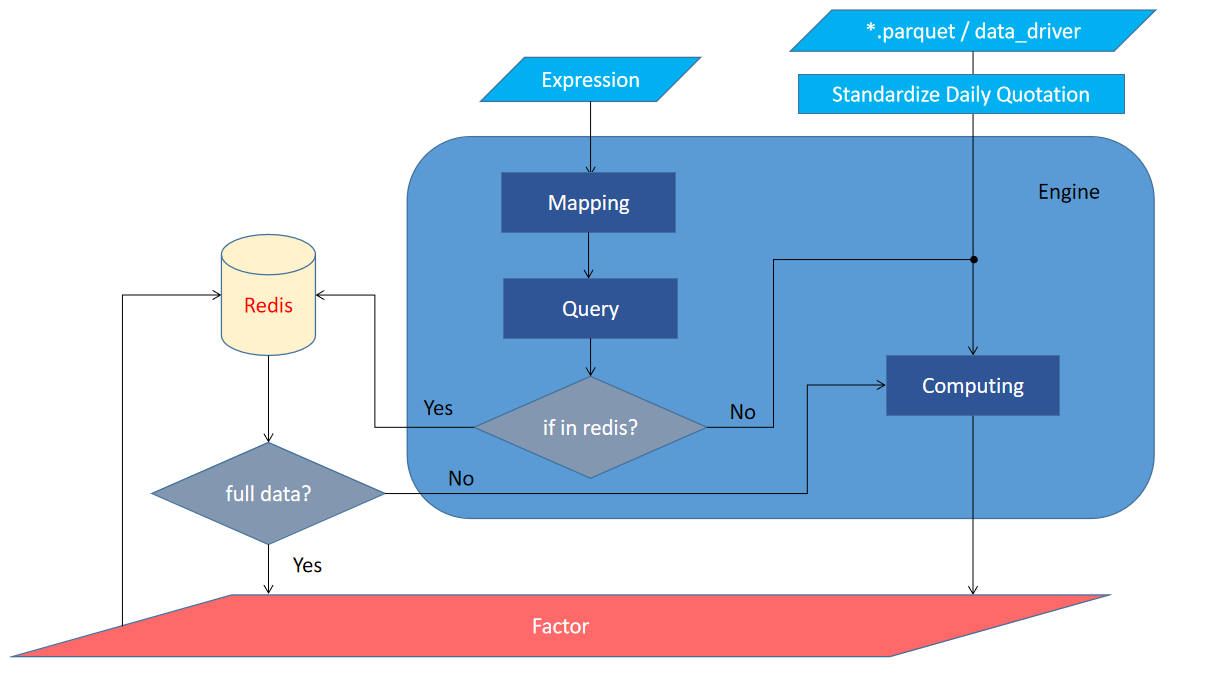 *.parquet / data_driver
Expression
Standardize Daily Quotation
Engine
Mapping
Redis
Query
Computing
Yes
No
if in redis?
No
full data?
Yes
Factor